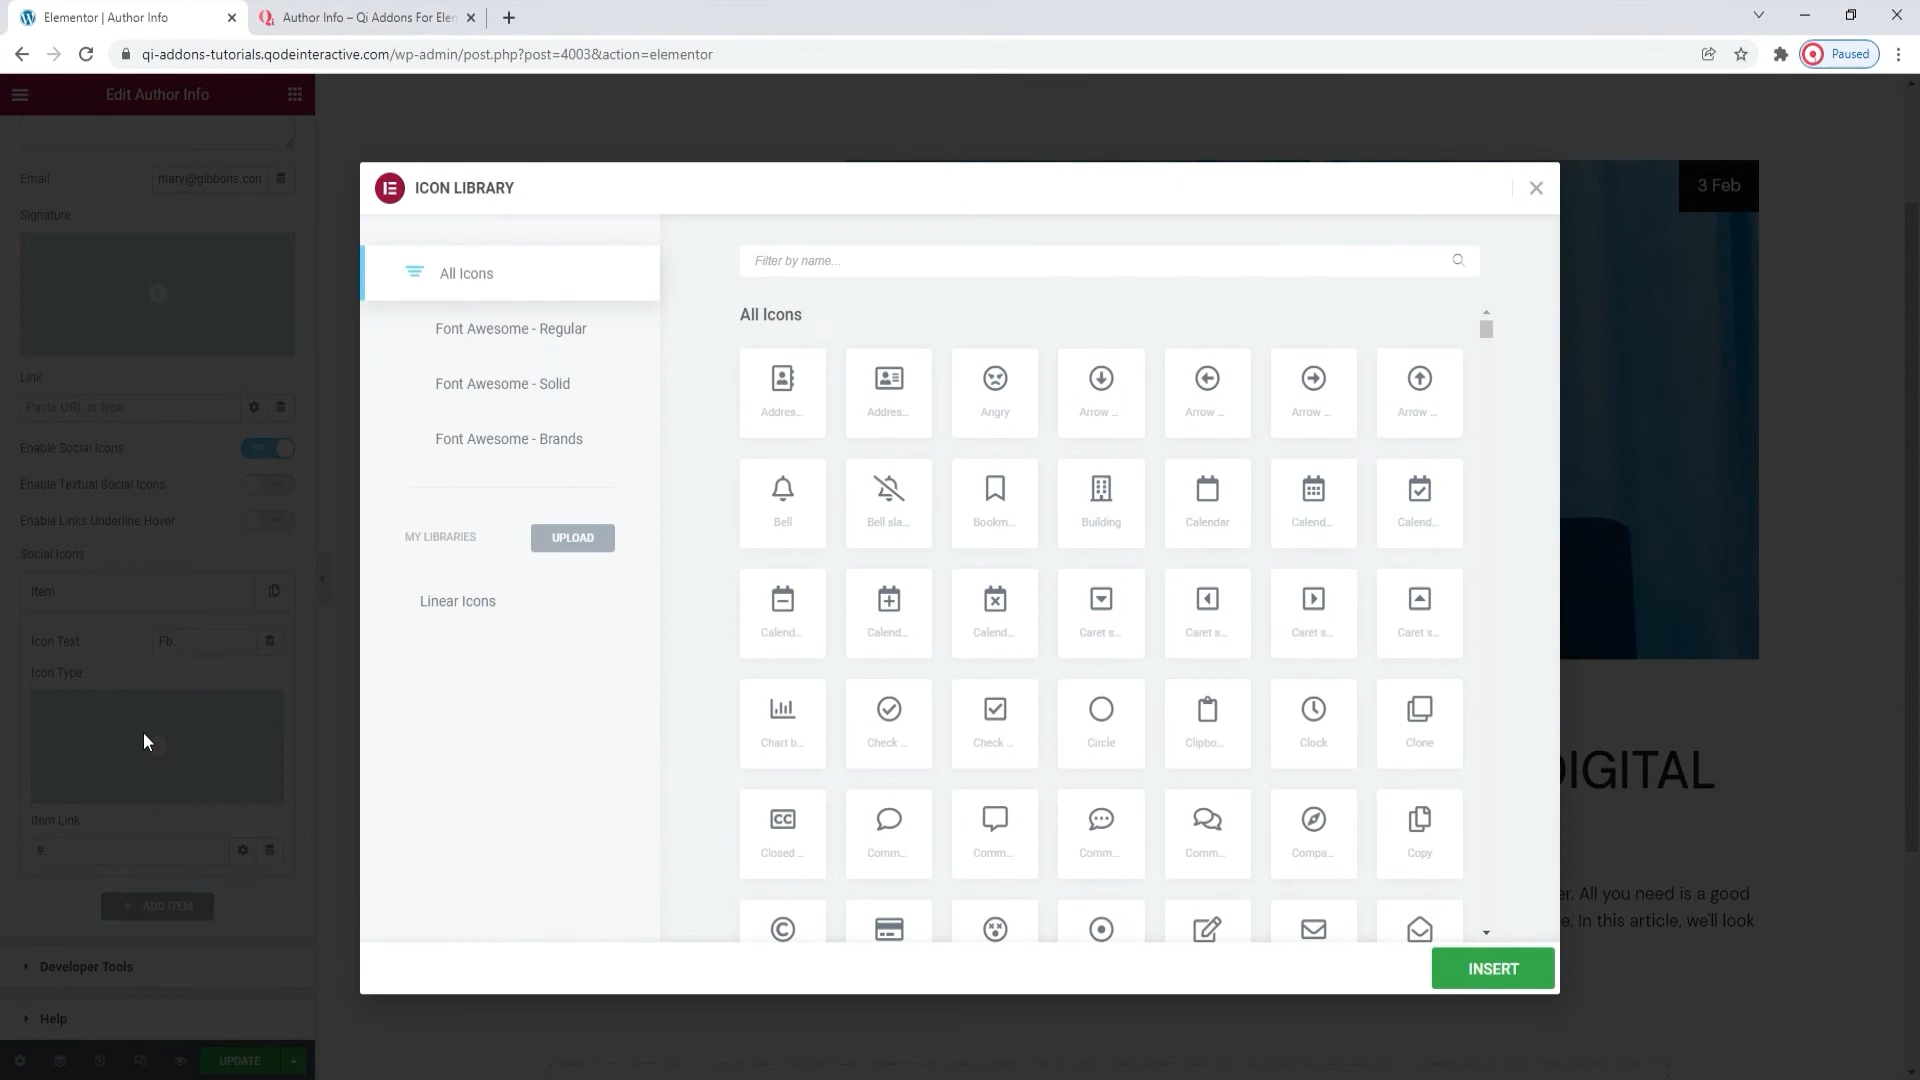 Elementor | Author Info
Author Info – Qi Addons For Elen
qi-addons-tutorials.qodeinteractive.com/wp-admin/post.php?post=4003&action=elementor
Paused
Edit Author Info
Email
mary@gibbons.con
Signature
Link
Paste URL or type
Enable Social Icons
Enable Textual Social Icons
NO
Enable Links Underline Hover
NO
Social Icons
Item
Icon Text
Fb.
Icon Type
Item Link
#
ADD ITEM
Developer Tools
Help
UPDATE
ICON LIBRARY
All Icons
Font Awesome - Regular
Font Awesome - Solid
Font Awesome - Brands
MY LIBRARIES
UPLOAD
Linear Icons
Filter by name...
All Icons
Addres... Addres... Angry Arrow ... Arrow ... Arrow ... Arrow ...
Bell Bell sla... Bookm... Building Calendar Calend... Calend...
Calend... Calend... Calend... Caret s... Caret s... Caret s... Caret s...
Chart b... Check ... Check ... Circle Clipbo... Clock Clone
Closed ... Comm... Comm... Comm... Comm... Compa... Copy
INSERT
3 Feb
DIGITAL
er. All you need is a good
e. In this article, we'll look